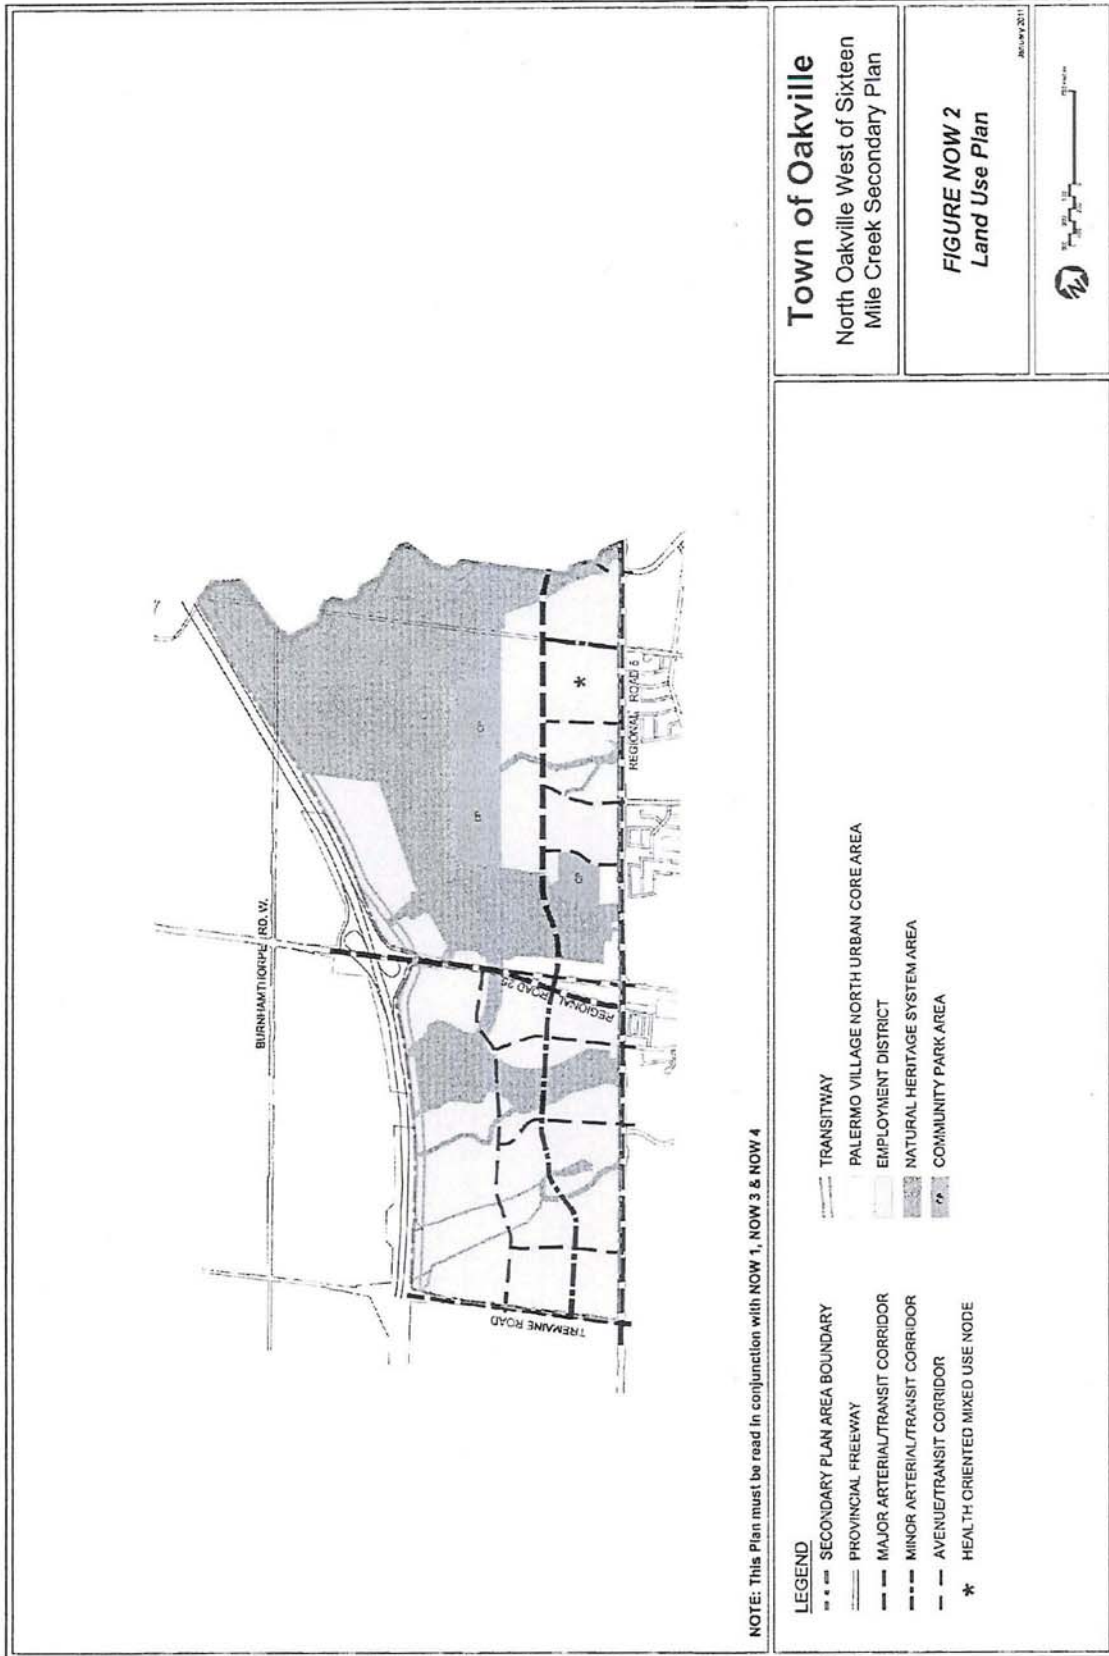 BURNHAMTHORPE RD. W.
REGIONAL ROAD 25
TREMAINE ROAD
REGIONAL ROAD 5
*
NOTE: This Plan must be read in conjunction with NOW 1, NOW 3 & NOW 4
LEGEND
SECONDARY PLAN AREA BOUNDARY
PROVINCIAL FREEWAY
MAJOR ARTERIAL/TRANSIT CORRIDOR
MINOR ARTERIAL/TRANSIT CORRIDOR
AVENUE/TRANSIT CORRIDOR
* HEALTH ORIENTED MIXED USE NODE
TRANSITWAY
PALERMO VILLAGE NORTH URBAN CORE AREA
EMPLOYMENT DISTRICT
NATURAL HERITAGE SYSTEM AREA
CP COMMUNITY PARK AREA
Town of Oakville
North Oakville West of Sixteen
Mile Creek Secondary Plan
FIGURE NOW 2
Land Use Plan
January 2011
N